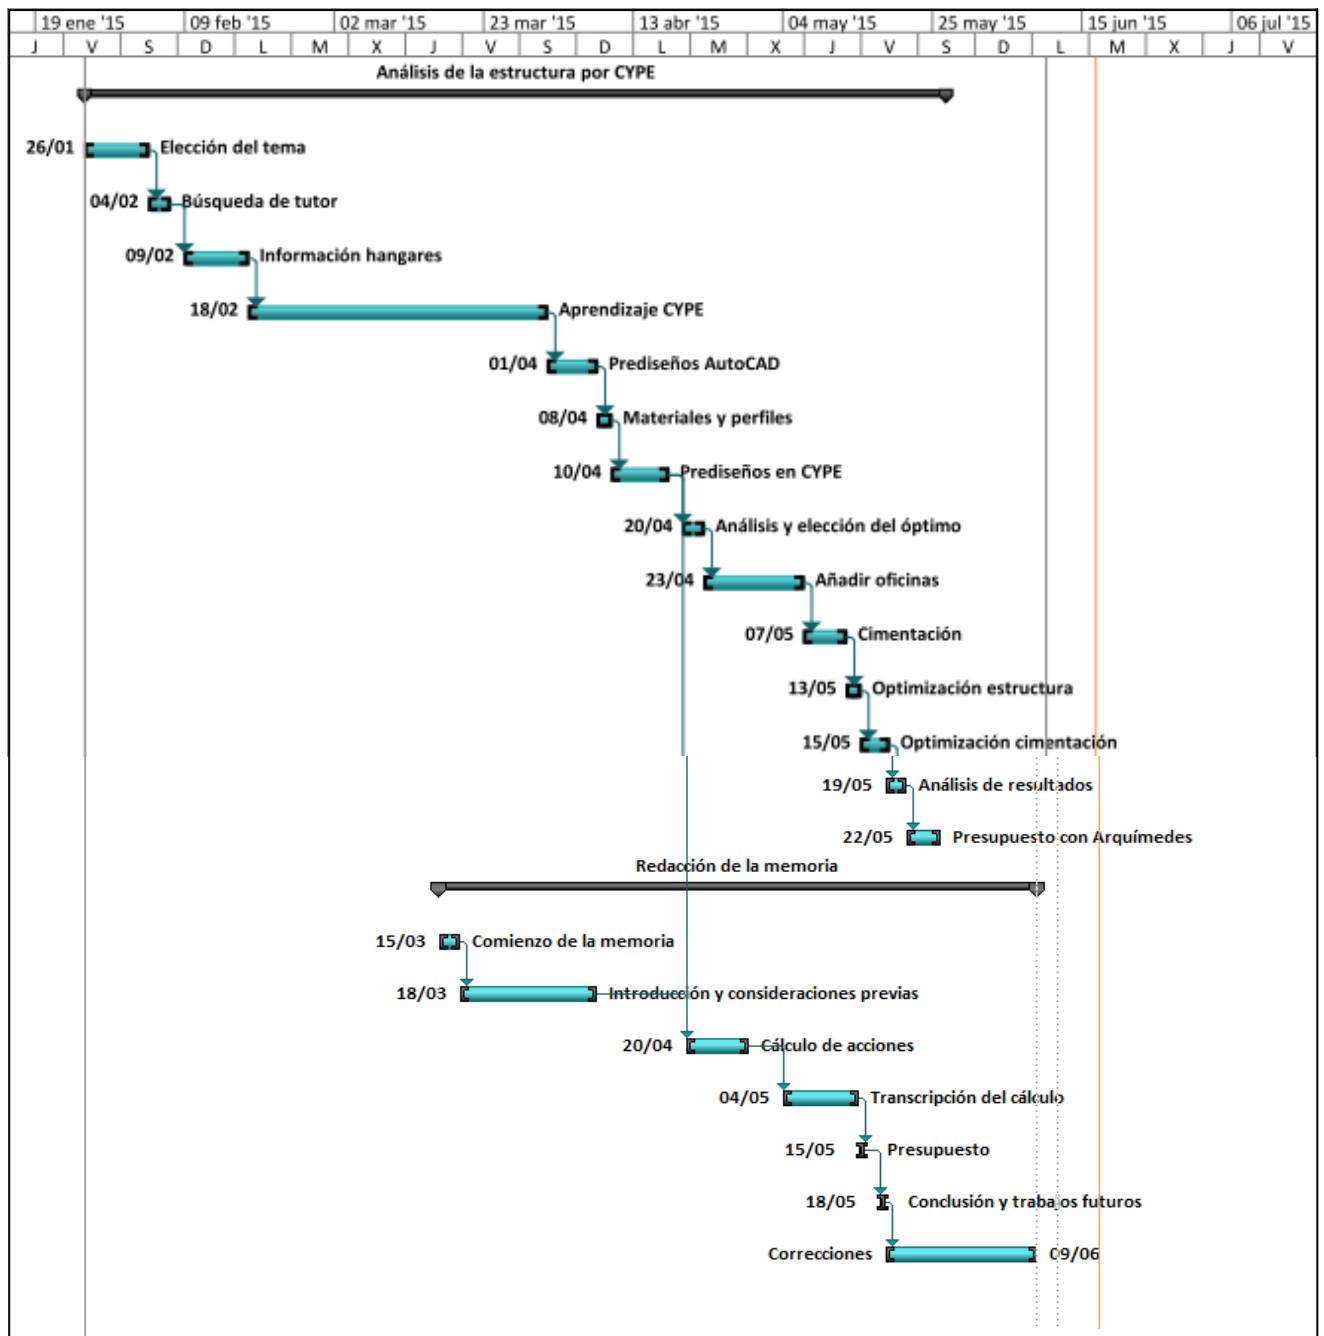 19 ene '15 09 feb '15 02 mar '15 23 mar '15 13 abr '15 04 may '15 25 may '15 15 jun '15 06 jul '15
J V S D L M X J V S D L M X J V S D L M X J V
Análisis de la estructura por CYPE
26/01 Elección del tema
04/02 Búsqueda de tutor
09/02 Información hangares
18/02 Aprendizaje CYPE
01/04 Prediseños AutoCAD
08/04 Materiales y perfiles
10/04 Prediseños en CYPE
20/04 Análisis y elección del óptimo
23/04 Añadir oficinas
07/05 Cimentación
13/05 Optimización estructura
15/05 Optimización cimentación
19/05 Análisis de resultados
22/05 Presupuesto con Arquímedes
Redacción de la memoria
15/03 Comienzo de la memoria
18/03 Introducción y consideraciones previas
20/04 Cálculo de acciones
04/05 Transcripción del cálculo
15/05 Presupuesto
18/05 Conclusión y trabajos futuros
Correcciones 09/06